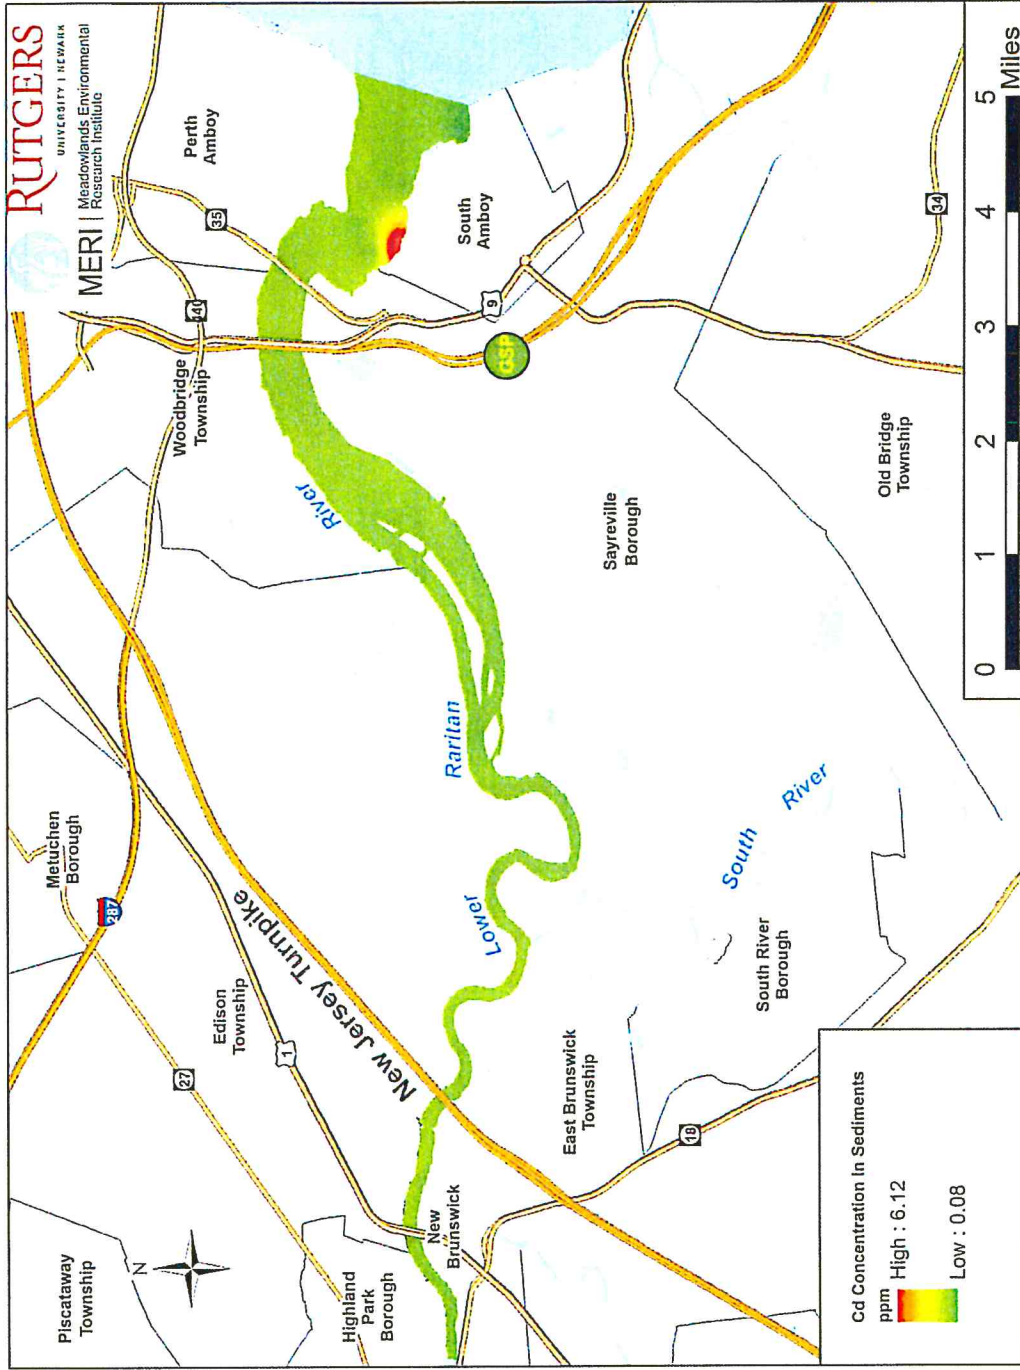 RUTGERS
UNIVERSITY | NEWARK
MERI | Meadowlands Environmental
Research Institute
Piscataway
Township
N
Highland
Park
Borough
New
Brunswick
27
1
Edison
Township
287
Metuchen
Borough
New Jersey Turnpike
Woodbridge
Township
440
35
Perth
Amboy
South
Amboy
9
GSP
34
Old Bridge
Township
Sayreville
Borough
Lower
Raritan
River
South
River
South River
Borough
East Brunswick
Township
18
Cd Concentration In Sediments
ppm
High : 6.12
Low : 0.08
0 1 2 3 4 5
Miles